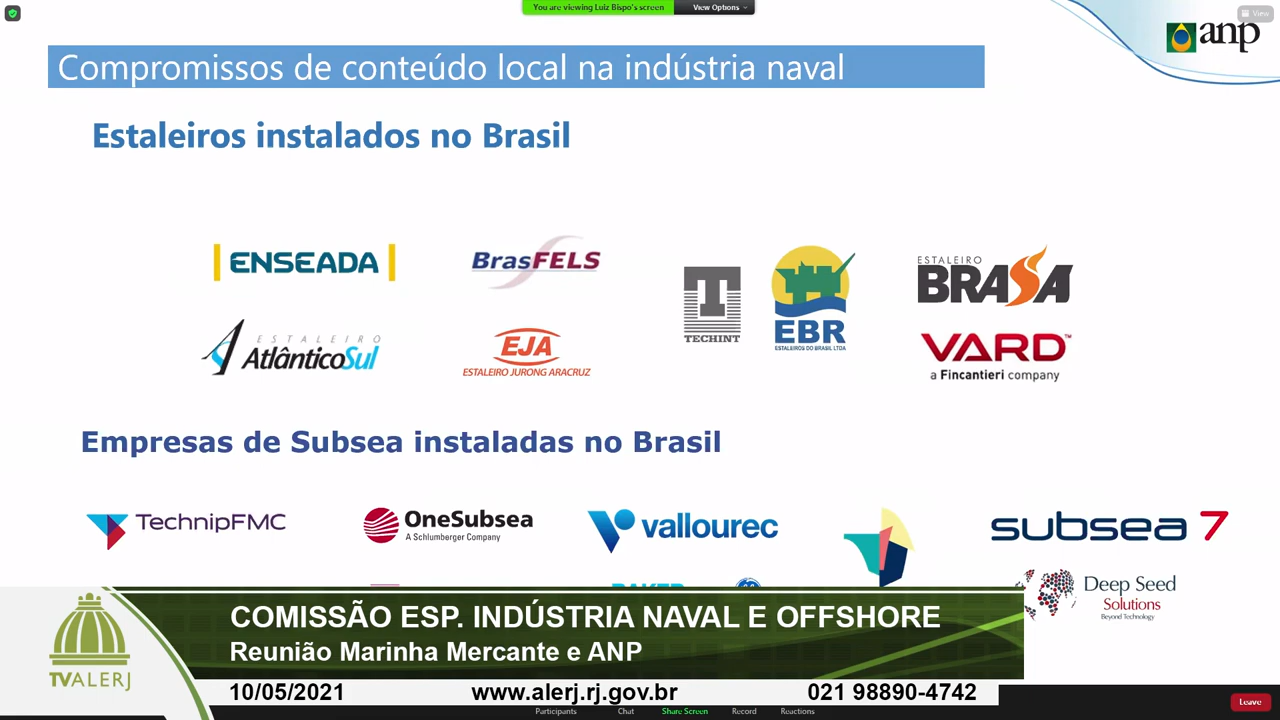 You are viewing Luiz Bispo's screen
View Options
View
anp
Compromissos de conteúdo local na indústria naval
Estaleiros instalados no Brasil
ENSEADA
BrasFELS
TECHINT
EBR
ESTALEIROS DO BRASIL LTDA
ESTALEIRO
BRASA
ESTALEIRO
AtlânticoSul
EJA
ESTALEIRO JURONG ARACRUZ
VARD™
a Fincantieri company
Empresas de Subsea instaladas no Brasil
TechnipFMC
OneSubsea
A Schlumberger Company
vallourec
subsea 7
Deep Seed
Solutions
Beyond Technology
COMISSÃO ESP. INDÚSTRIA NAVAL E OFFSHORE
Reunião Marinha Mercante e ANP
TVALERJ
10/05/2021
www.alerj.rj.gov.br
021 98890-4742
Participants
Chat
Share Screen
Record
Reactions
Leave